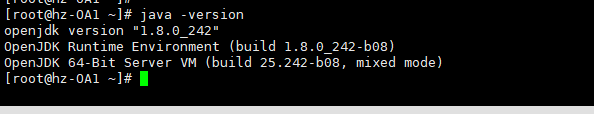 [root@hz-OA1 ~]# java -version
openjdk version "1.8.0_242"
OpenJDK Runtime Environment (build 1.8.0_242-b08)
OpenJDK 64-Bit Server VM (build 25.242-b08, mixed mode)
[root@hz-OA1 ~]#